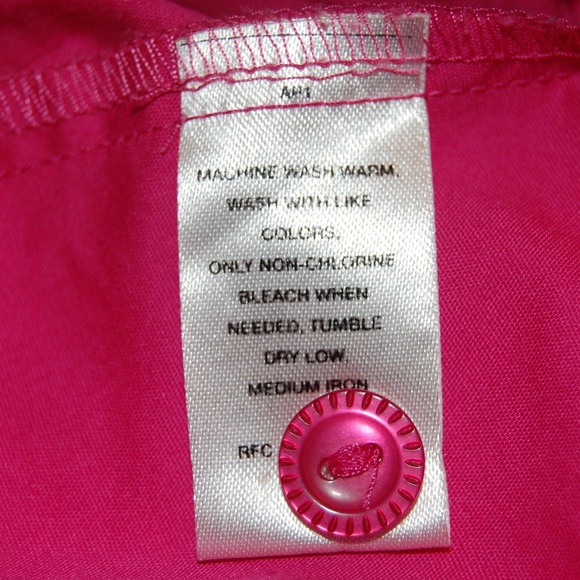 MACHINE WASH WARM,
WASH WITH LIKE
COLORS,
ONLY NON-CHLORINE
BLEACH WHEN
NEEDED, TUMBLE
DRY LOW,
MEDIUM IRON
RFC